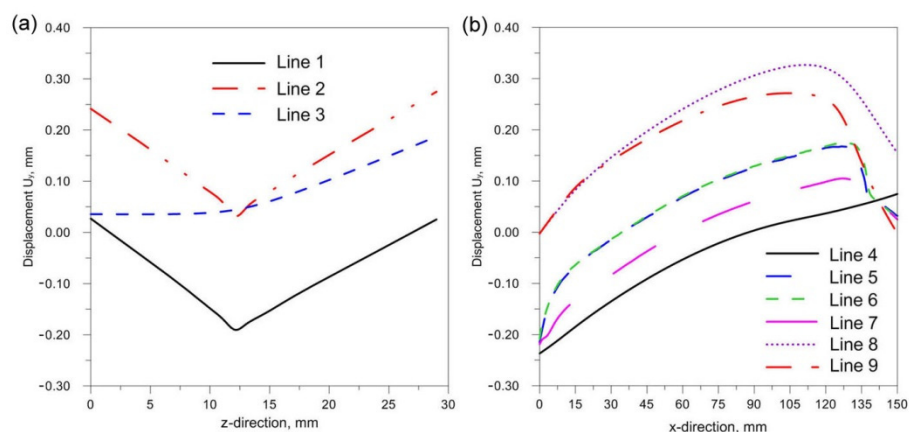 (a)
0.40
0.30
0.20
0.10
0.00
-0.10
-0.20
-0.30
Displacement Uy, mm
Line 1
Line 2
Line 3
0
5
10
15
20
25
30
z-direction, mm
(b)
0.40
0.30
0.20
0.10
0.00
-0.10
-0.20
-0.30
Displacement Uy, mm
Line 4
Line 5
Line 6
Line 7
Line 8
Line 9
0
15
30
45
60
75
90
105
120
135
150
x-direction, mm